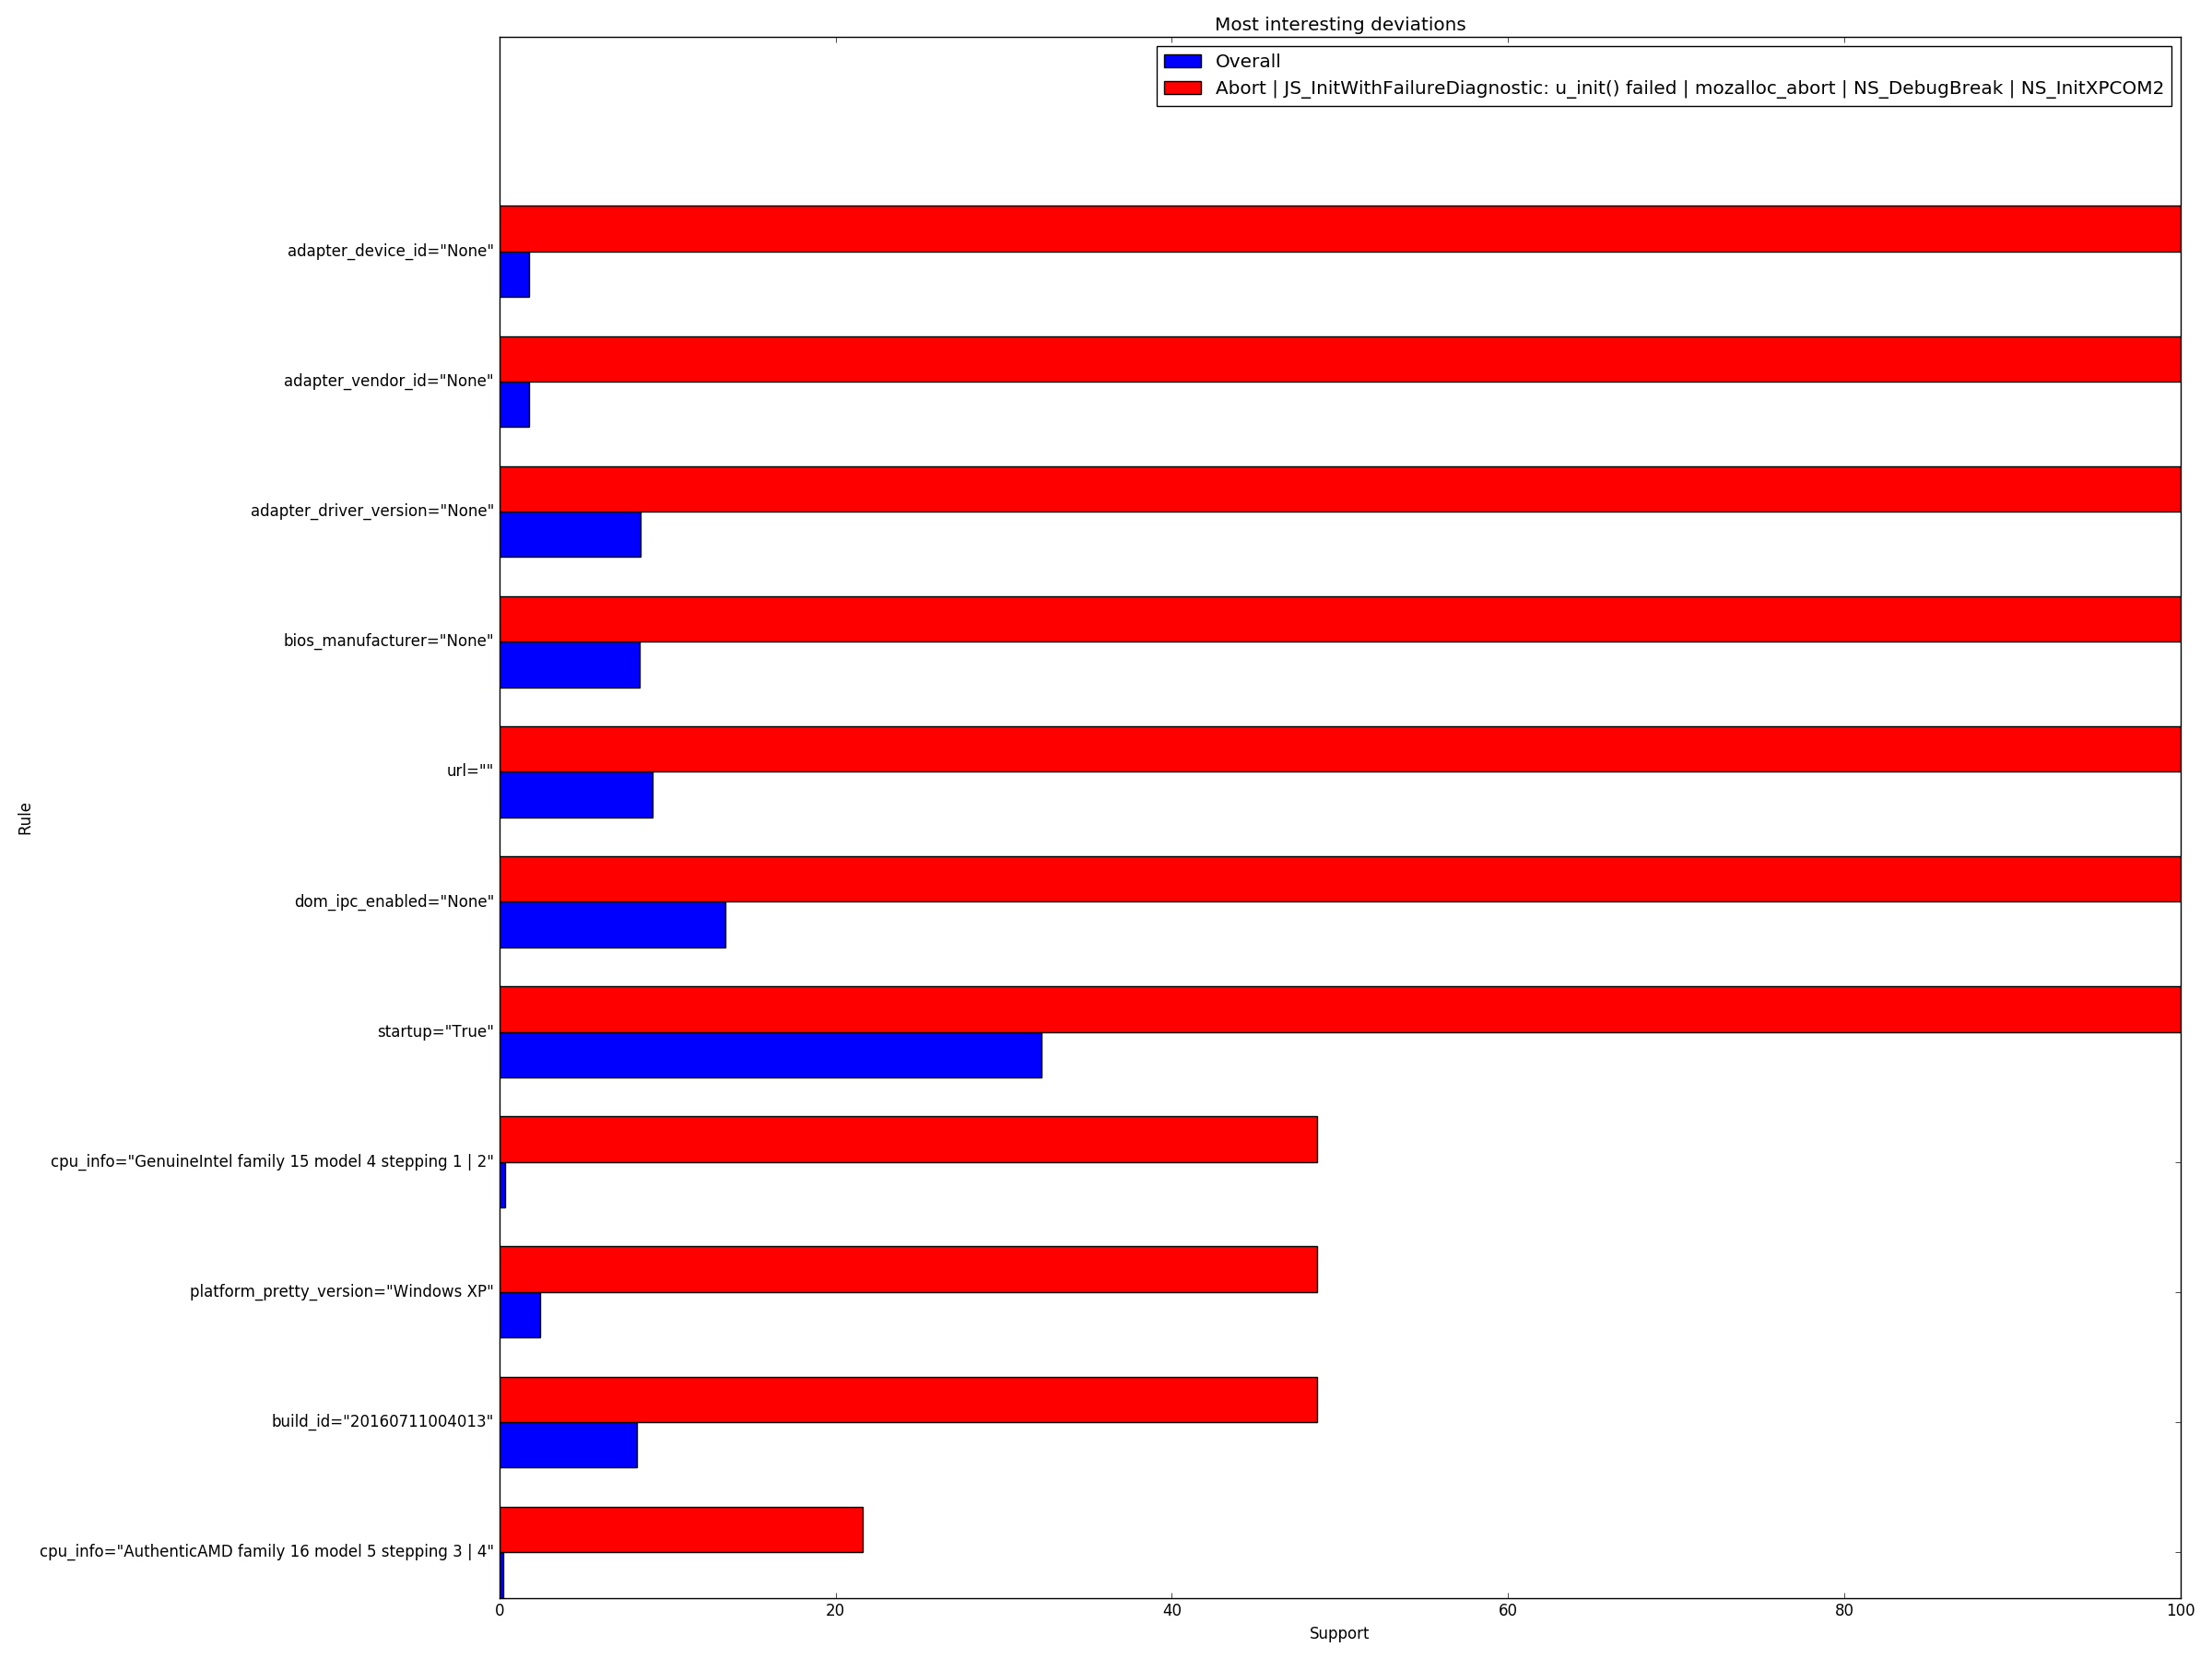 Most interesting deviations
Overall
Abort | JS_InitWithFailureDiagnostic: u_init() failed | mozalloc_abort | NS_DebugBreak | NS_InitXPCOM2
adapter_device_id="None"
adapter_vendor_id="None"
adapter_driver_version="None"
bios_manufacturer="None"
url=""
Rule
dom_ipc_enabled="None"
startup="True"
cpu_info="GenuineIntel family 15 model 4 stepping 1 | 2"
platform_pretty_version="Windows XP"
build_id="20160711004013"
cpu_info="AuthenticAMD family 16 model 5 stepping 3 | 4"
0 20 40 60 80 100
Support